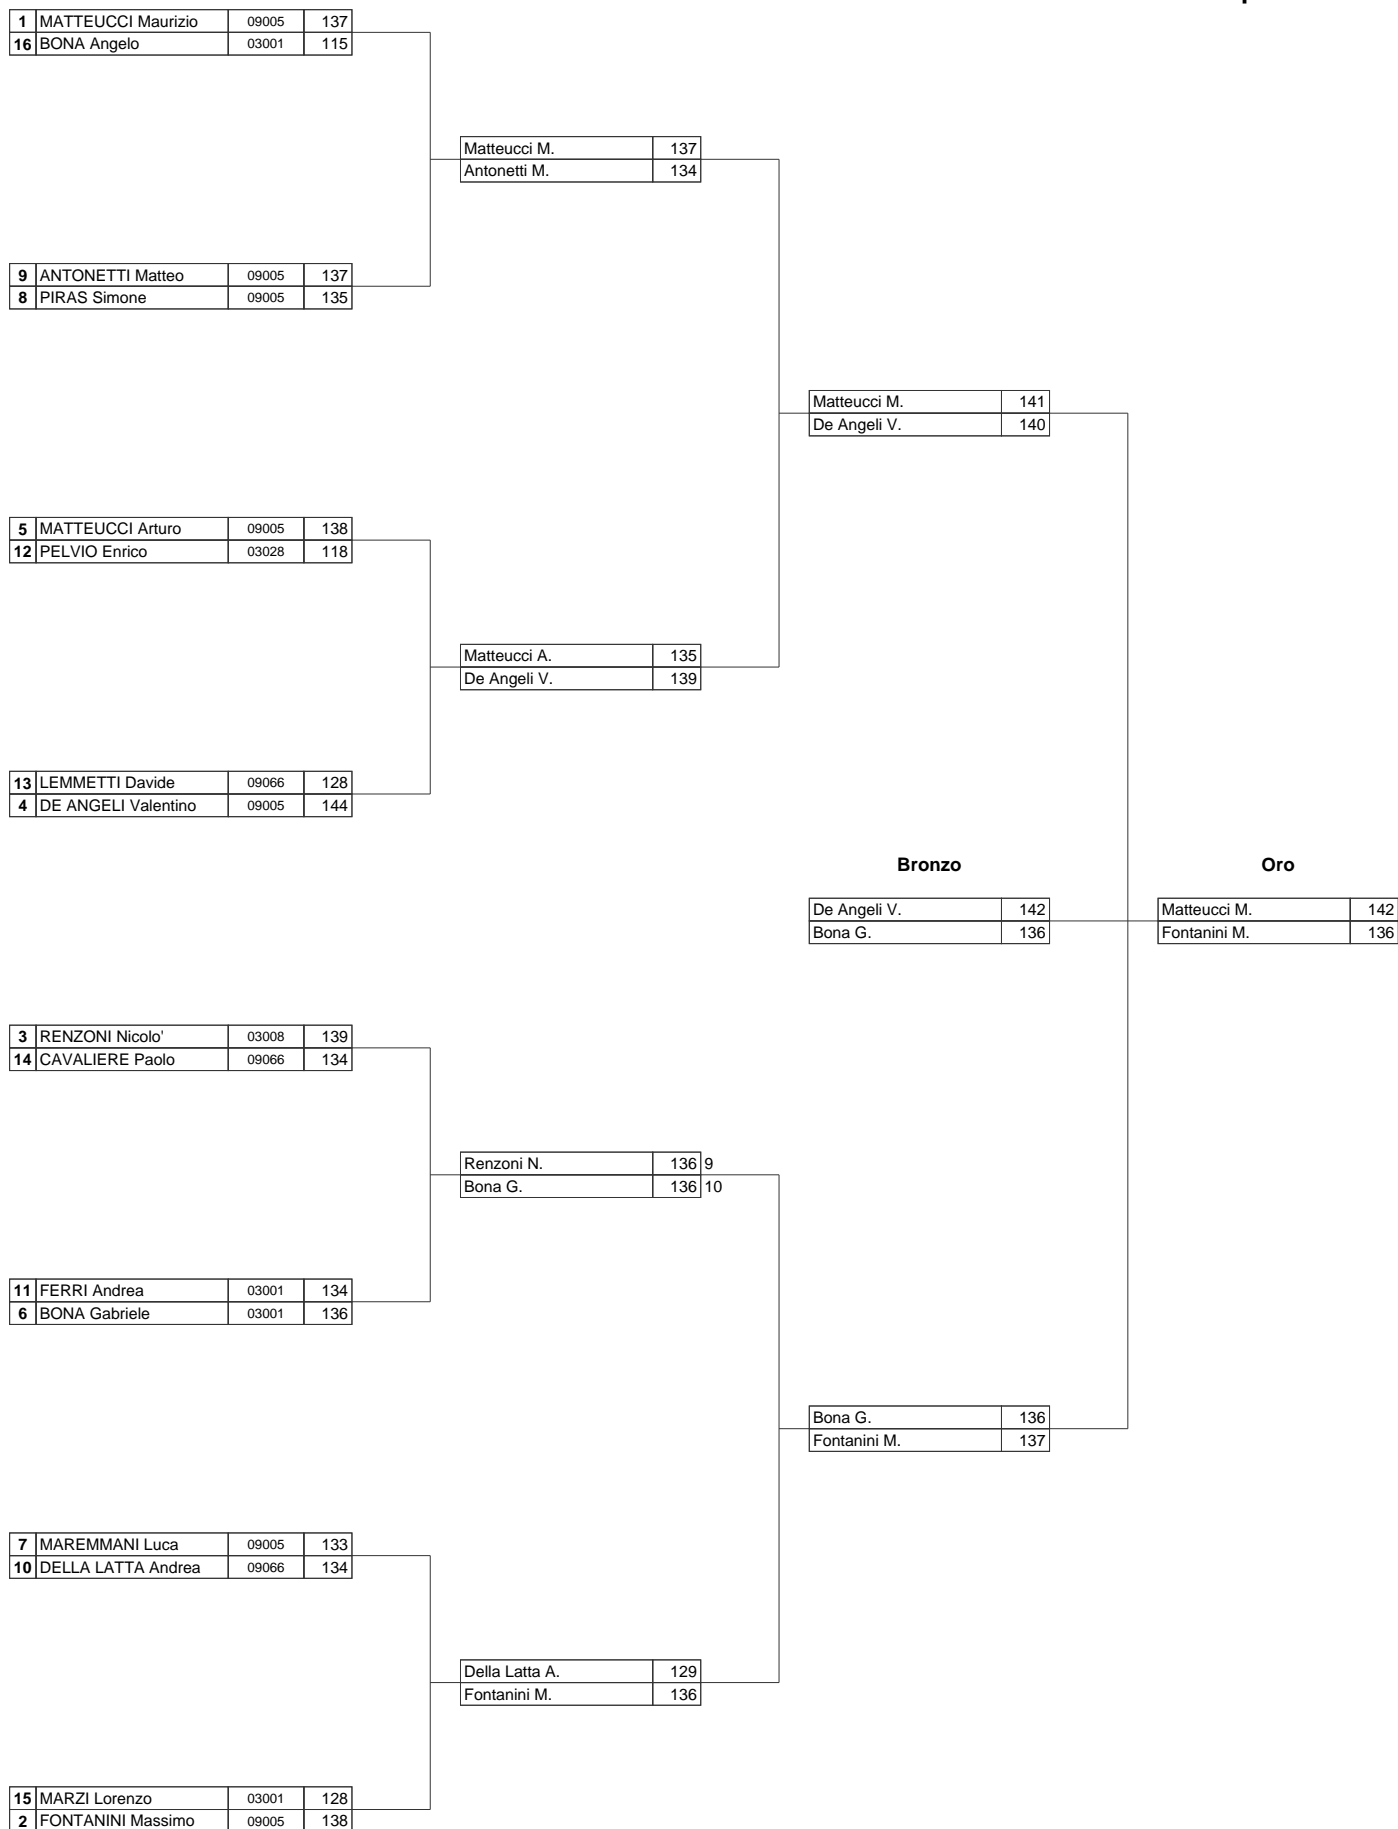 1 MATTEUCCI Maurizio 09005 137
16 BONA Angelo 03001 115
Matteucci M. 137
Antonetti M. 134
9 ANTONETTI Matteo 09005 137
8 PIRAS Simone 09005 135
Matteucci M. 141
De Angeli V. 140
5 MATTEUCCI Arturo 09005 138
12 PELVIO Enrico 03028 118
Matteucci A. 135
De Angeli V. 139
13 LEMMETTI Davide 09066 128
4 DE ANGELI Valentino 09005 144
Bronzo Oro
De Angeli V. 142 Matteucci M. 142
Bona G. 136 Fontanini M. 136
3 RENZONI Nicolo' 03008 139
14 CAVALIERE Paolo 09066 134
Renzoni N. 136 9
Bona G. 136 10
11 FERRI Andrea 03001 134
6 BONA Gabriele 03001 136
Bona G. 136
Fontanini M. 137
7 MAREMMANI Luca 09005 133
10 DELLA LATTA Andrea 09066 134
Della Latta A. 129
Fontanini M. 136
15 MARZI Lorenzo 03001 128
2 FONTANINI Massimo 09005 138